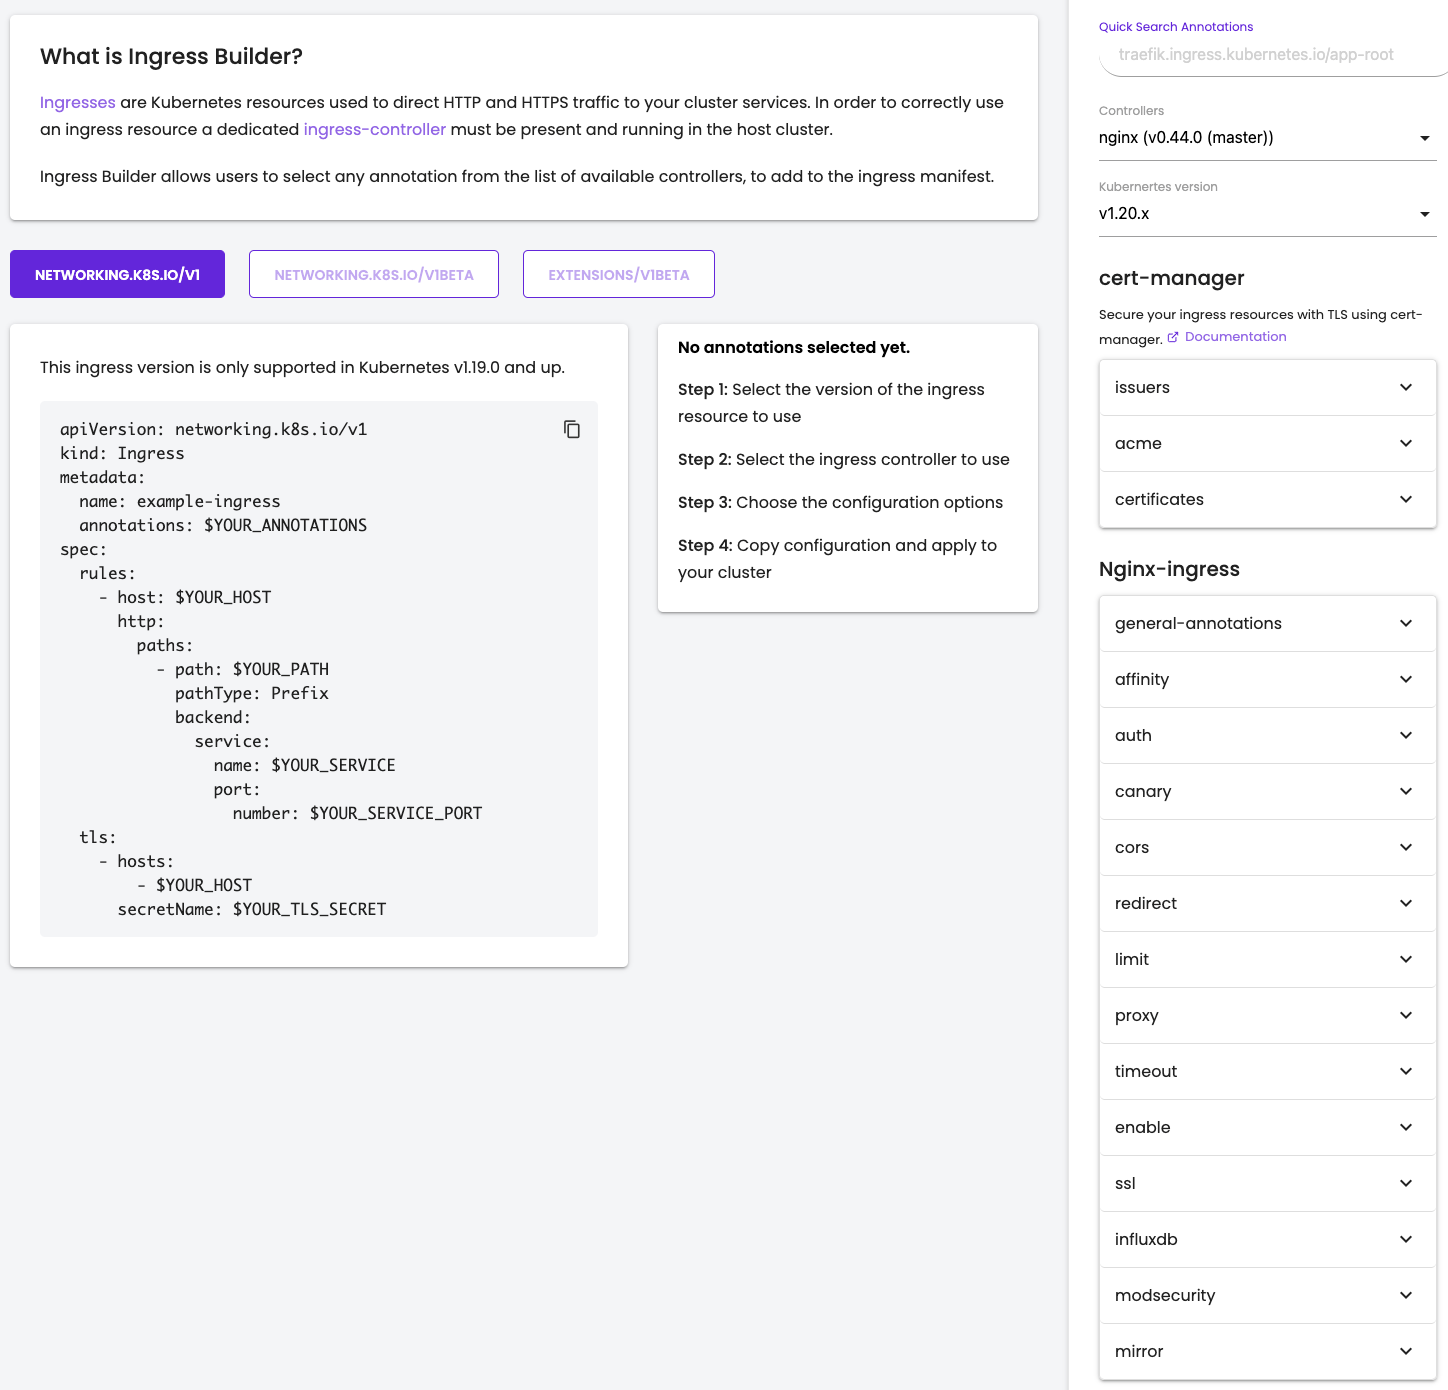 What is Ingress Builder?
Ingresses are Kubernetes resources used to direct HTTP and HTTPS traffic to your cluster services. In order to correctly use
an ingress resource a dedicated ingress-controller must be present and running in the host cluster.
Ingress Builder allows users to select any annotation from the list of available controllers, to add to the ingress manifest.
NETWORKING.K8S.IO/V1
NETWORKING.K8S.IO/V1BETA
EXTENSIONS/V1BETA
This ingress version is only supported in Kubernetes v1.19.0 and up.
apiVersion: networking.k8s.io/v1
kind: Ingress
metadata:
  name: example-ingress
  annotations: $YOUR_ANNOTATIONS
spec:
  rules:
    - host: $YOUR_HOST
      http:
        paths:
          - path: $YOUR_PATH
            pathType: Prefix
            backend:
              service:
                name: $YOUR_SERVICE
                port:
                  number: $YOUR_SERVICE_PORT
  tls:
    - hosts:
        - $YOUR_HOST
      secretName: $YOUR_TLS_SECRET
No annotations selected yet.
Step 1: Select the version of the ingress
resource to use
Step 2: Select the ingress controller to use
Step 3: Choose the configuration options
Step 4: Copy configuration and apply to
your cluster
Quick Search Annotations
traefik.ingress.kubernetes.io/app-root
Controllers
nginx (v0.44.0 (master))
Kubernertes version
v1.20.x
cert-manager
Secure your ingress resources with TLS using cert-
manager. Documentation
issuers
acme
certificates
Nginx-ingress
general-annotations
affinity
auth
canary
cors
redirect
limit
proxy
timeout
enable
ssl
influxdb
modsecurity
mirror